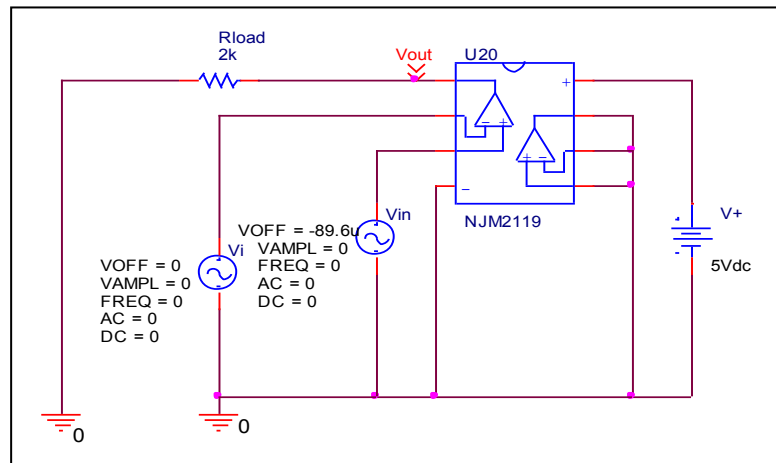 Rload
2k
Vout
U20
+
− +
+ −
−
NJM2119
V+
5Vdc
Vin
VOFF = -89.6u
VAMPL = 0
FREQ = 0
AC = 0
DC = 0
Vi
VOFF = 0
VAMPL = 0
FREQ = 0
AC = 0
DC = 0
0
0